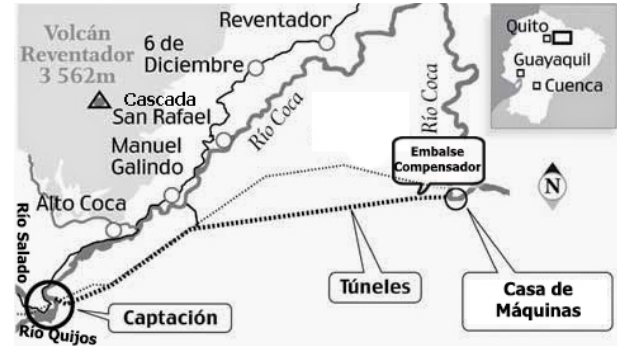 Volcán
Reventador
3 562m
Reventador
6 de
Diciembre
Cascada
San Rafael
Manuel
Galindo
Alto Coca
Río Coca
Río Coca
Quito
Guayaquil
Cuenca
Embalse
Compensador
N
Túneles
Casa de
Máquinas
Captación
Río Salado
Río Quijos